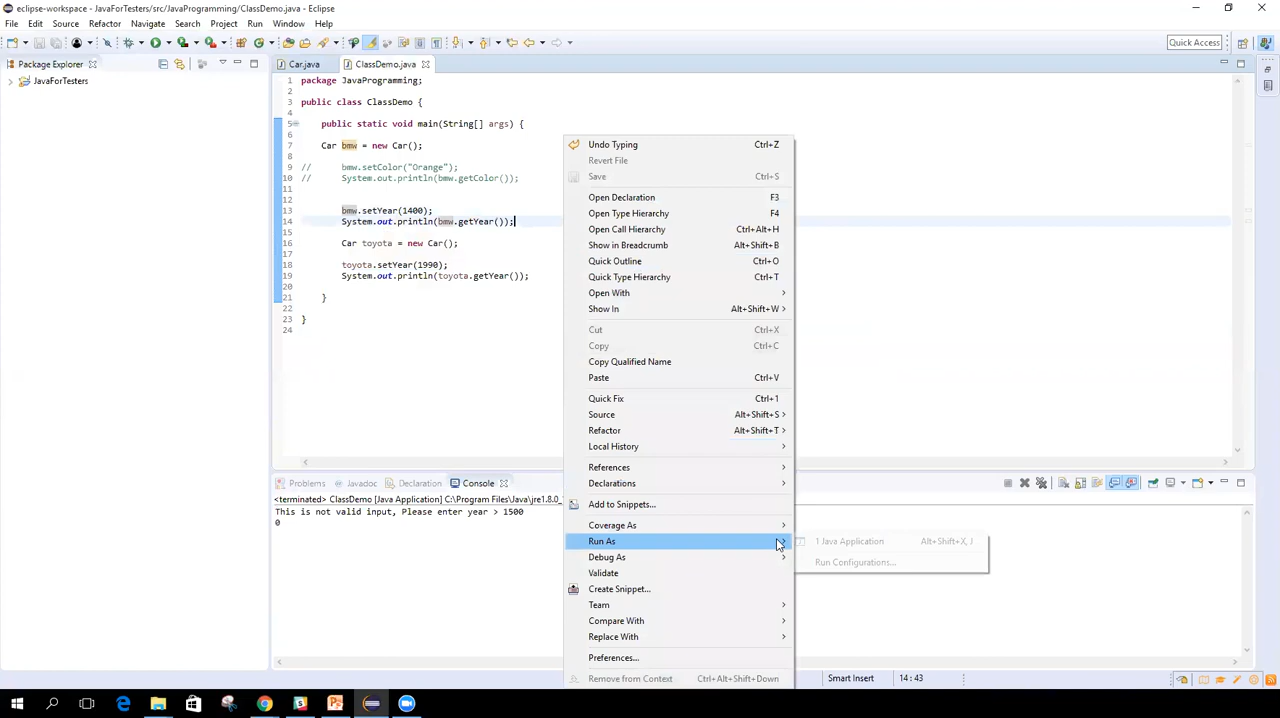 eclipse-workspace - JavaForTesters/src/JavaProgramming/ClassDemo.java - Eclipse
File Edit Source Refactor Navigate Search Project Run Window Help
Quick Access
Package Explorer
JavaForTesters
Car.java
ClassDemo.java
1 package JavaProgramming;
2
3 public class ClassDemo {
4
5 public static void main(String[] args) {
6
7 Car bmw = new Car();
8
9 // bmw.setColor("Orange");
10 // System.out.println(bmw.getColor());
11
12
13 bmw.setYear(1400);
14 System.out.println(bmw.getYear());
15
16 Car toyota = new Car();
17
18 toyota.setYear(1990);
19 System.out.println(toyota.getYear());
20
21 }
22
23 }
24
Undo Typing Ctrl+Z
Revert File
Save Ctrl+S
Open Declaration F3
Open Type Hierarchy F4
Open Call Hierarchy Ctrl+Alt+H
Show in Breadcrumb Alt+Shift+B
Quick Outline Ctrl+O
Quick Type Hierarchy Ctrl+T
Open With
Show In Alt+Shift+W
Cut Ctrl+X
Copy Ctrl+C
Copy Qualified Name
Paste Ctrl+V
Quick Fix Ctrl+1
Source Alt+Shift+S
Refactor Alt+Shift+T
Local History
References
Declarations
Add to Snippets...
Coverage As
Run As
Debug As
Validate
Create Snippet...
Team
Compare With
Replace With
Preferences...
Remove from Context Ctrl+Alt+Shift+Down
1 Java Application Alt+Shift+X, J
Run Configurations...
Problems Javadoc Declaration Console
<terminated> ClassDemo [Java Application] C:\Program Files\Java\jre1.8.0_
This is not valid input, Please enter year > 1500
0
Smart Insert 14 : 43